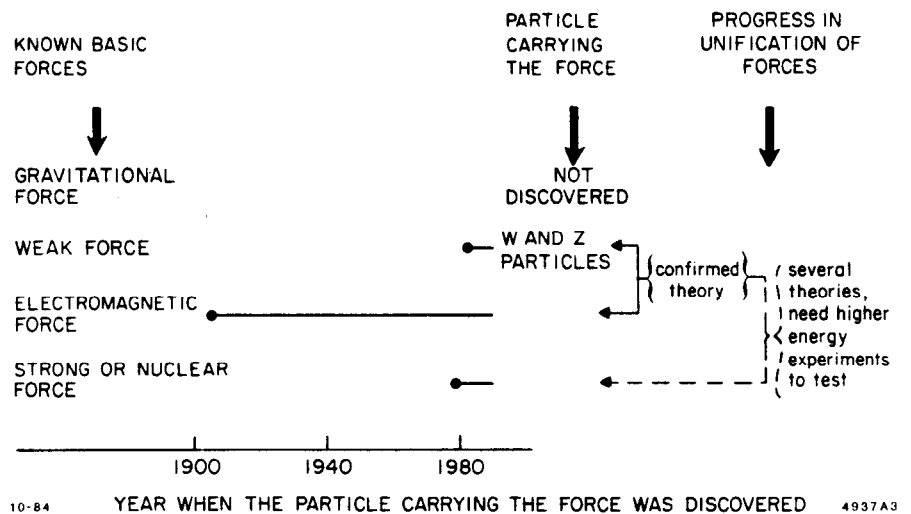 KNOWN BASIC
FORCES
PARTICLE
CARRYING
THE FORCE
PROGRESS IN
UNIFICATION OF
FORCES
GRAVITATIONAL
FORCE
NOT
DISCOVERED
WEAK FORCE
W AND Z
PARTICLES
ELECTROMAGNETIC
FORCE
confirmed
theory
several
theories,
need higher
energy
experiments
to test
STRONG OR NUCLEAR
FORCE
1900 1940 1980
10-84 YEAR WHEN THE PARTICLE CARRYING THE FORCE WAS DISCOVERED 4937A3